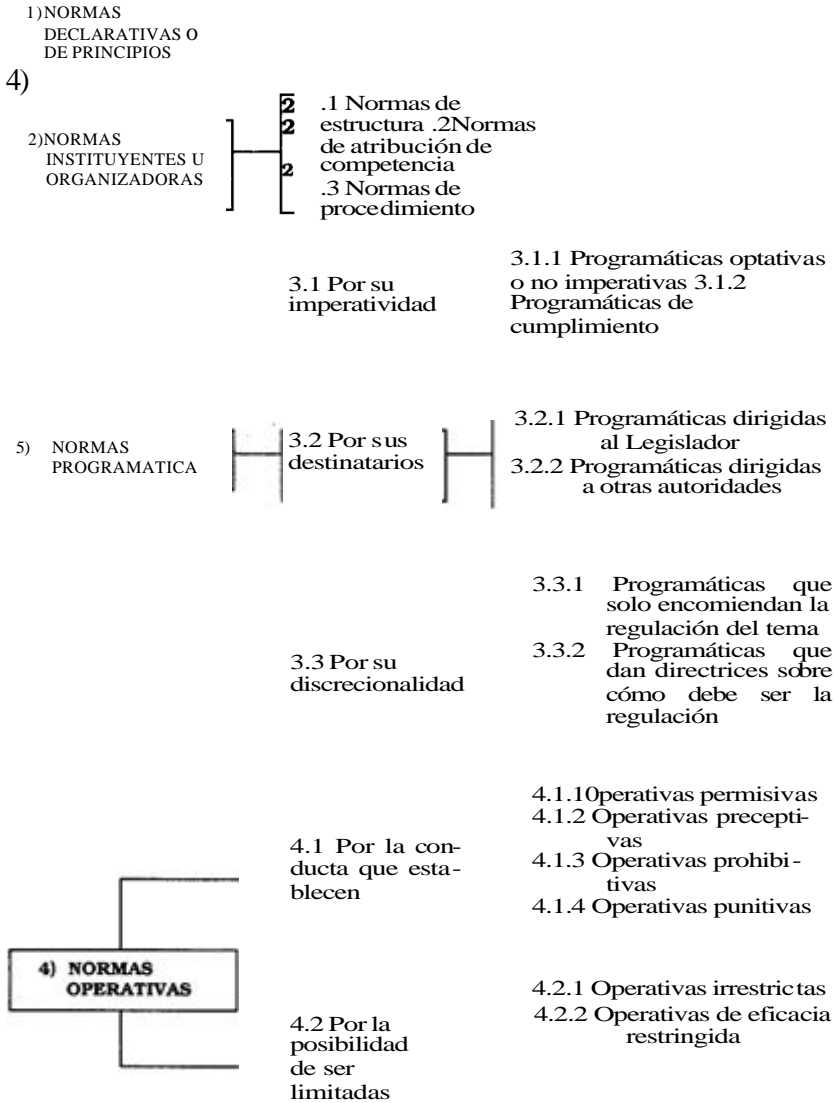 1)NORMAS
DECLARATIVAS O
DE PRINCIPIOS
4)
2)NORMAS
INSTITUYENTES U
ORGANIZADORAS
2 .1 Normas de
2 estructura .2Normas
de atribución de
2 competencia
.3 Normas de
procedimiento
3.1 Por su
imperatividad
3.1.1 Programáticas optativas
o no imperativas 3.1.2
Programáticas de
cumplimiento
5) NORMAS
PROGRAMATICA
3.2 Por sus
destinatarios
3.2.1 Programáticas dirigidas
al Legislador
3.2.2 Programáticas dirigidas
a otras autoridades
3.3 Por su
discrecionalidad
3.3.1 Programáticas que
solo encomiendan la
regulación del tema
3.3.2 Programáticas que
dan directrices sobre
cómo debe ser la
regulación
4) NORMAS
OPERATIVAS
4.1 Por la con-
ducta que esta-
blecen
4.1.10perativas permisivas
4.1.2 Operativas precepti-
vas
4.1.3 Operativas prohibi-
tivas
4.1.4 Operativas punitivas
4.2 Por la
posibilidad
de ser
limitadas
4.2.1 Operativas irrestrictas
4.2.2 Operativas de eficacia
restringida